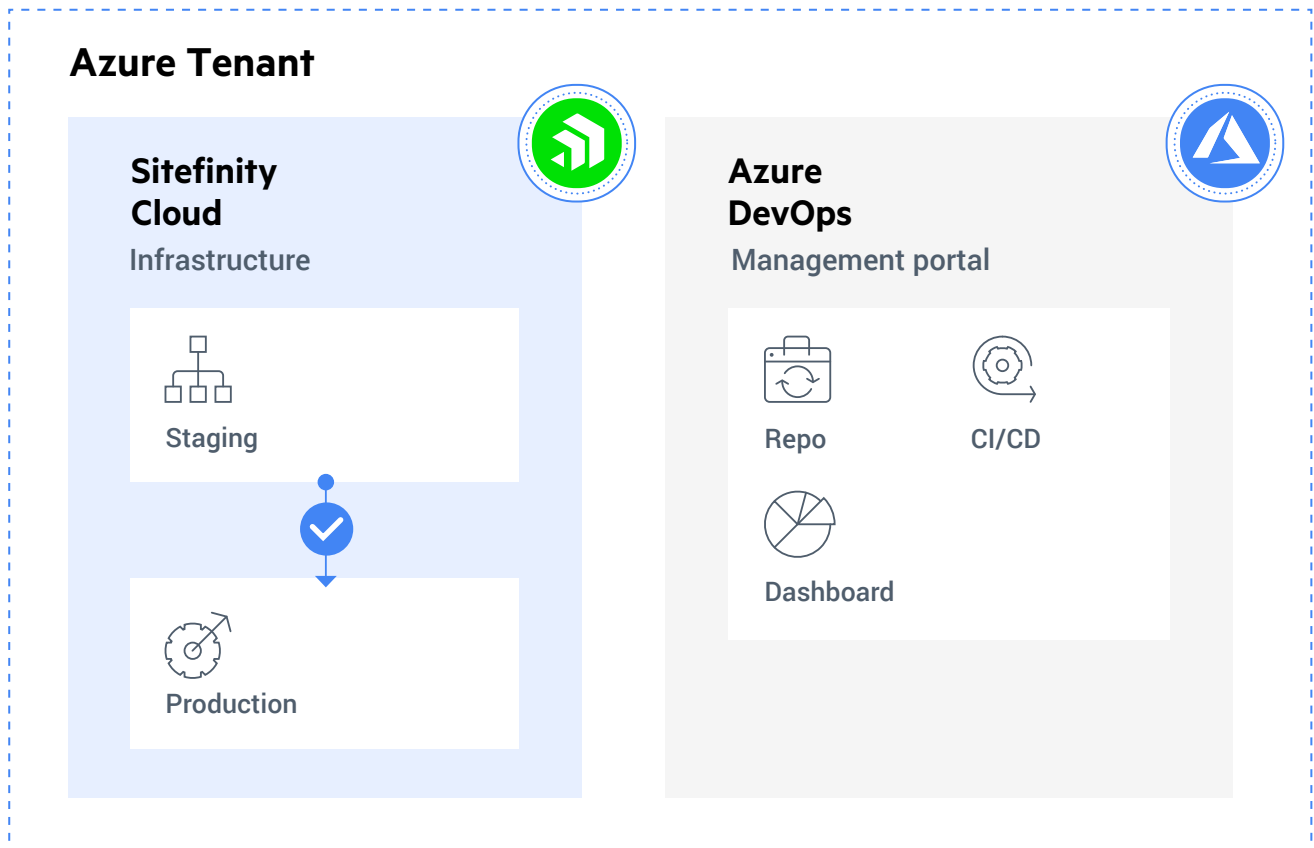 Azure Tenant
Sitefinity
Cloud
Infrastructure
Staging
Production
Azure
DevOps
Management portal
Repo
CI/CD
Dashboard